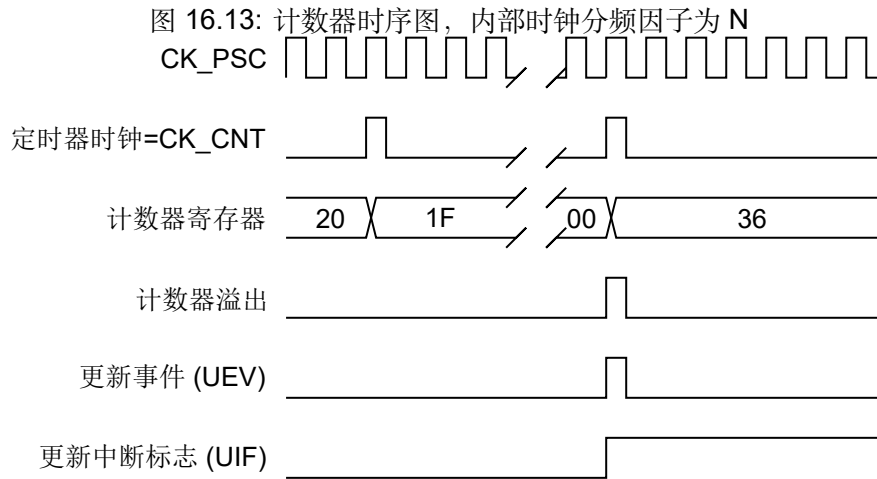 图 16.13: 计数器时序图，内部时钟分频因子为 N
CK_PSC
定时器时钟=CK_CNT
计数器寄存器 20 1F 00 36
计数器溢出
更新事件 (UEV)
更新中断标志 (UIF)